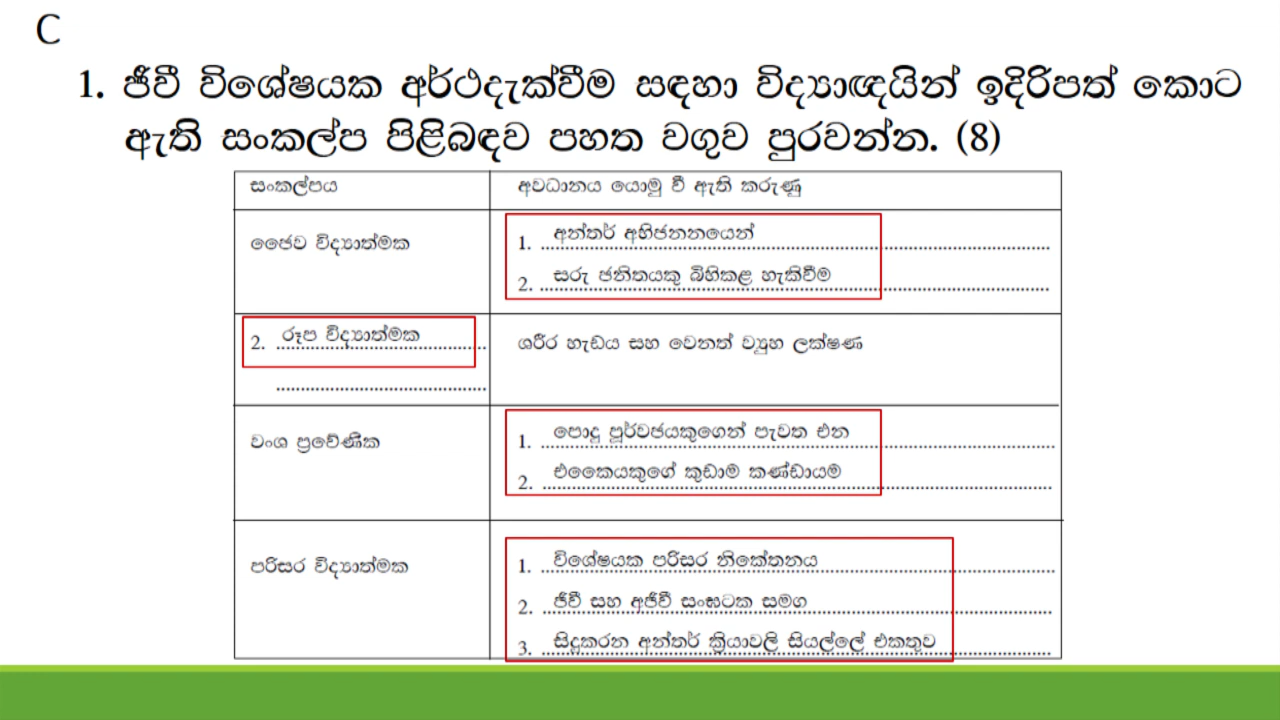 C
1. ජීවී විශේෂයක අර්ථදැක්වීම සඳහා විද්‍යාඥයින් ඉදිරිපත් කොට
ඇති සංකල්ප පිළිබඳව පහත වගුව පුරවන්න. (8)
සංකල්පය
අවධානය යොමු වී ඇති කරුණු
ජෛව විද්‍යාත්මක
1. අන්තර් අභිජනනයෙන්
2. සරු ජනිතයකු බිහිකළ හැකිවීම
2. රූප විද්‍යාත්මක
ශරීර හැඩය සහ වෙනත් ව්‍යුහ ලක්ෂණ
වංශ ප්‍රවේණික
1. පොදු පූර්වජයකුගෙන් පැවත එන
2. ඒකකයකුගේ කුඩාම කණ්ඩායම
පරිසර විද්‍යාත්මක
1. විශේෂයක පරිසර නිකේතනය
2. ජීවී සහ අජීවී සංඝටක සමග
3. සිදුකරන අන්තර් ක්‍රියාවලි සියල්ලේ එකතුව